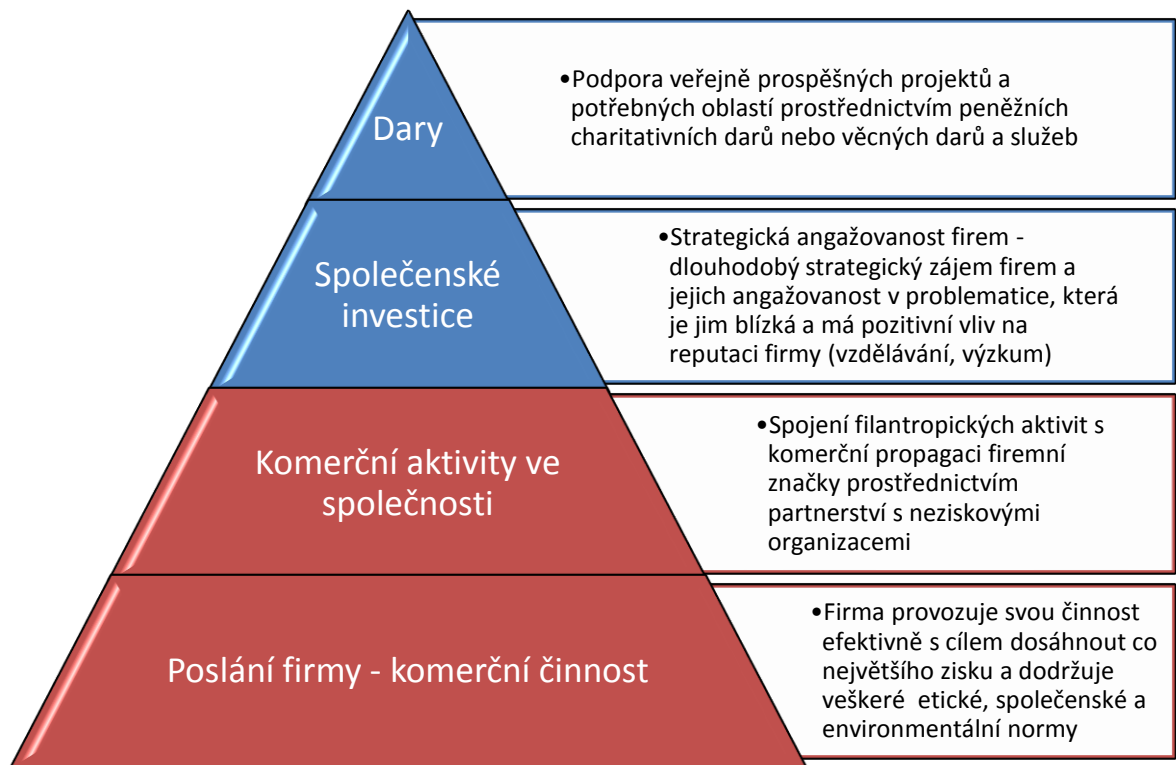 Dary
•Podpora veřejně prospěšných projektů a
potřebných oblastí prostřednictvím peněžních
charitativních darů nebo věcných darů a služeb
Společenské
investice
•Strategická angažovanost firem -
dlouhodobý strategický zájem firem a
jejich angažovanost v problematice, která
je jim blízká a má pozitivní vliv na
reputaci firmy (vzdělávání, výzkum)
Komerční aktivity ve
společnosti
•Spojení filantropických aktivit s
komerční propagaci firemní
značky prostřednictvím
partnerství s neziskovými
organizacemi
Poslání firmy - komerční činnost
•Firma provozuje svou činnost
efektivně s cílem dosáhnout co
největšího zisku a dodržuje
veškeré etické, společenské a
environmentální normy